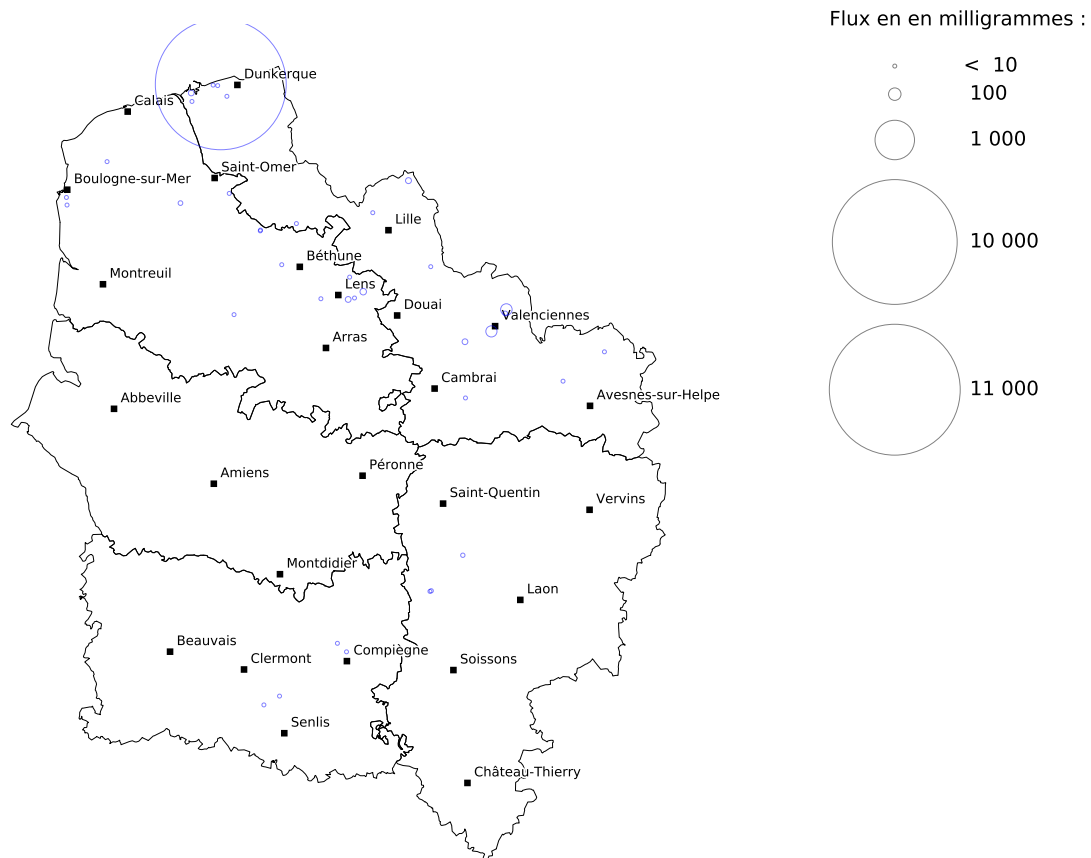 Flux en en milligrammes :
< 10
100
1 000
10 000
11 000
Dunkerque
Calais
Saint-Omer
Boulogne-sur-Mer
Lille
Béthune
Montreuil
Lens
Douai
Valenciennes
Arras
Cambrai
Abbeville
Avesnes-sur-Helpe
Péronne
Amiens
Saint-Quentin
Vervins
Montdidier
Laon
Beauvais
Clermont
Compiègne
Soissons
Senlis
Château-Thierry